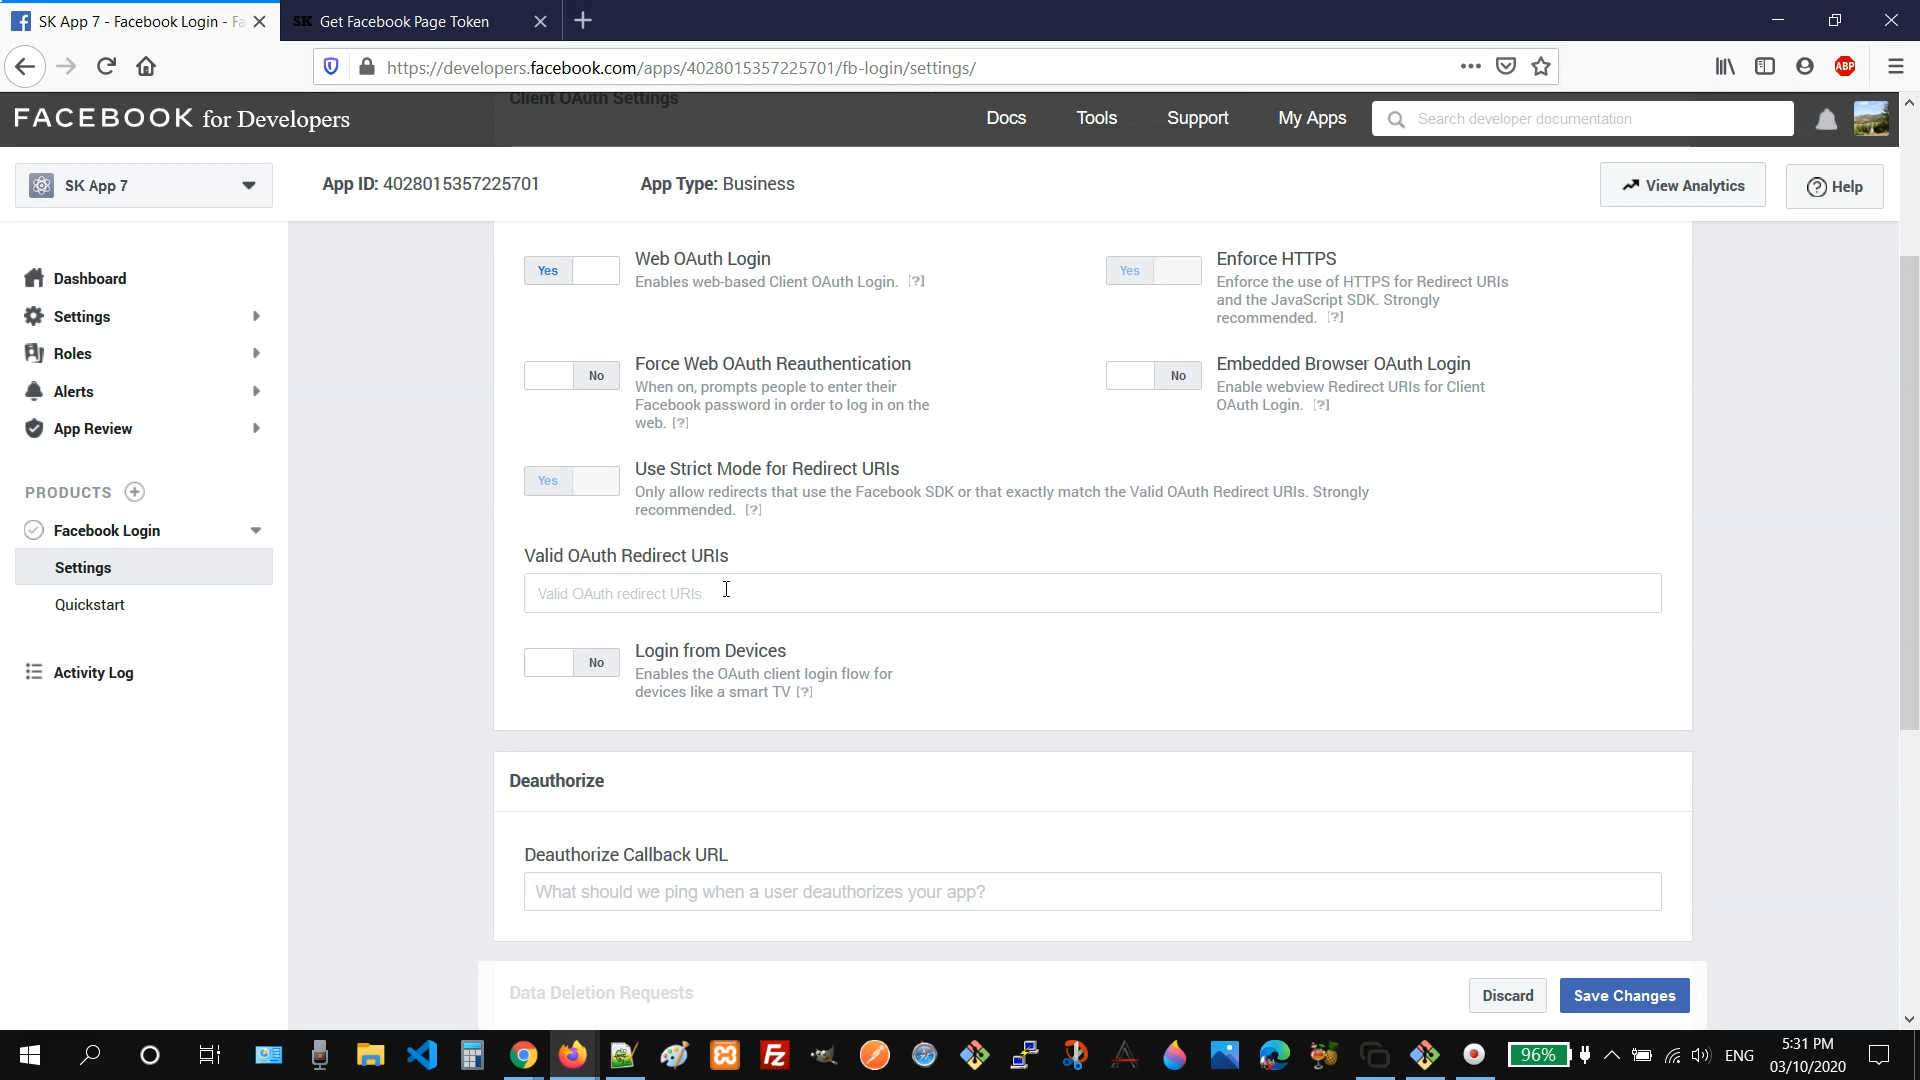 SK App 7 - Facebook Login - Fa
SK Get Facebook Page Token
https://developers.facebook.com/apps/4028015357225701/fb-login/settings/
ABP
Client OAuth Settings
FACEBOOK for Developers
Docs
Tools
Support
My Apps
Search developer documentation
SK App 7
App ID: 4028015357225701
App Type: Business
View Analytics
Help
Dashboard
Settings
Roles
Alerts
App Review
PRODUCTS
Facebook Login
Settings
Quickstart
Activity Log
Yes
Web OAuth Login
Enables web-based Client OAuth Login. [?]
Yes
Enforce HTTPS
Enforce the use of HTTPS for Redirect URIs
and the JavaScript SDK. Strongly
recommended. [?]
No
Force Web OAuth Reauthentication
When on, prompts people to enter their
Facebook password in order to log in on the
web. [?]
No
Embedded Browser OAuth Login
Enable webview Redirect URIs for Client
OAuth Login. [?]
Yes
Use Strict Mode for Redirect URIs
Only allow redirects that use the Facebook SDK or that exactly match the Valid OAuth Redirect URIs. Strongly
recommended. [?]
Valid OAuth Redirect URIs
Valid OAuth redirect URIs.
No
Login from Devices
Enables the OAuth client login flow for
devices like a smart TV [?]
Deauthorize
Deauthorize Callback URL
What should we ping when a user deauthorizes your app?
Data Deletion Requests
Discard
Save Changes
96%
ENG
5:31 PM
03/10/2020